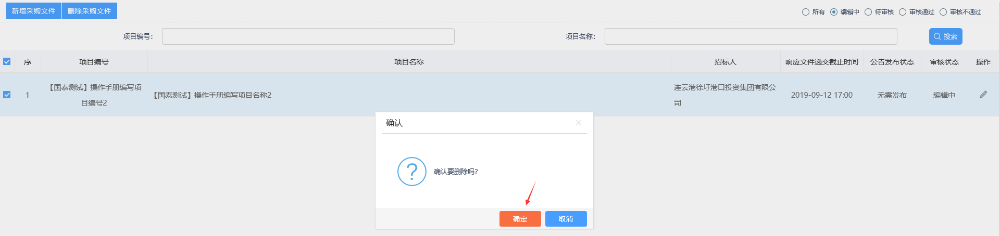 新增采购文件 删除采购文件 所有 编辑中 待审核 审核通过 审核不通过
项目编号： 项目名称： 搜索
序 项目编号 项目名称 招标人 响应文件递交截止时间 公告发布状态 审核状态 操作
1 【国泰测试】操作手册编写项 【国泰测试】操作手册编写项目名称2 连云港徐圩港口投资集团有限公 2019-09-12 17:00 无需发布 编辑中
目编号2 司
确认
确认要删除吗?
确定 取消